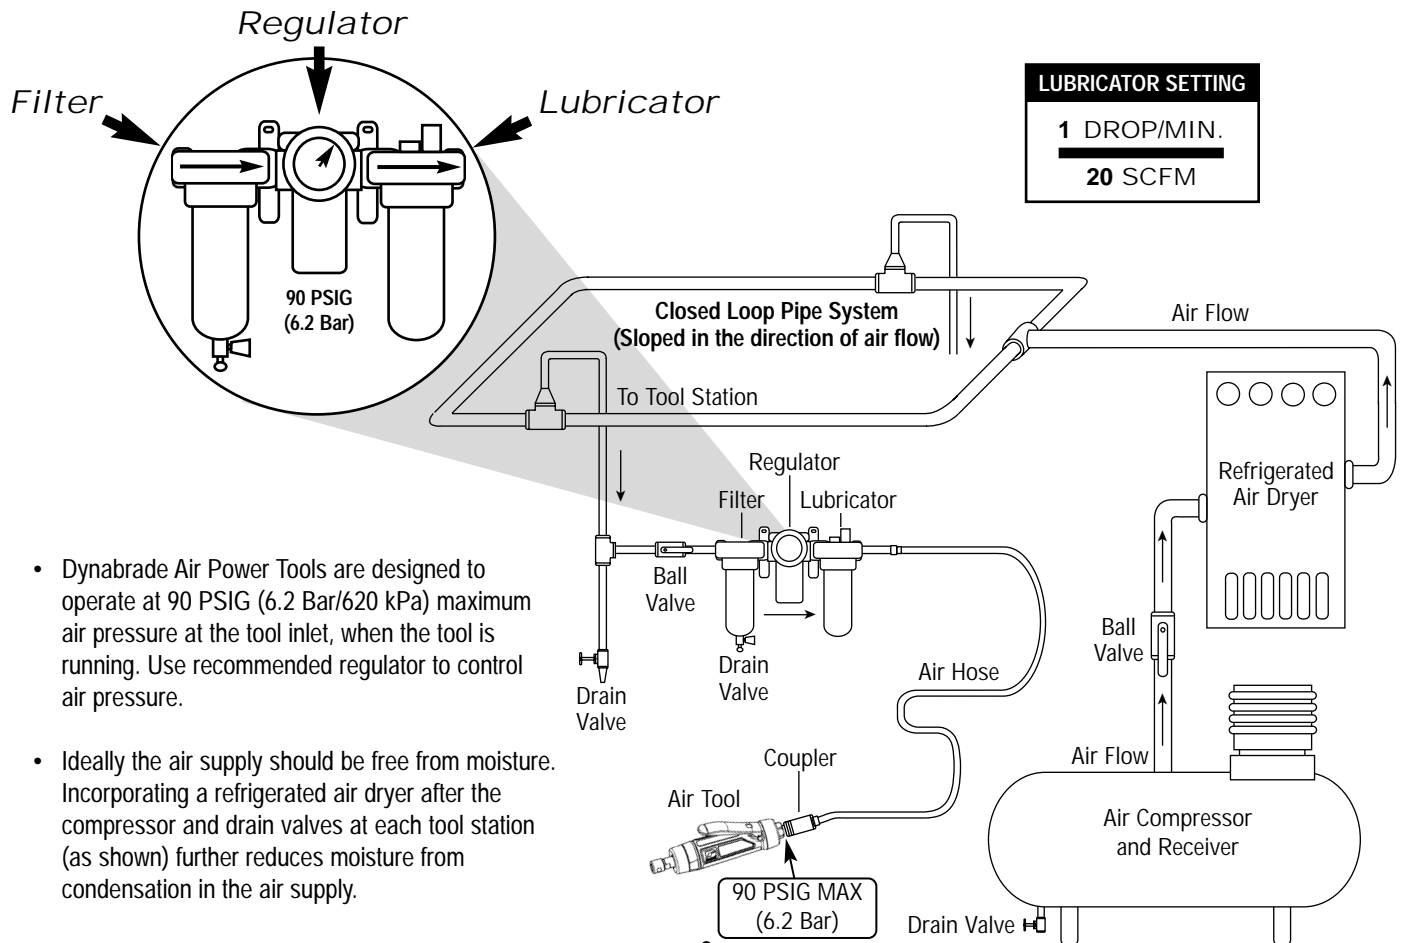 Regulator
Filter
Lubricator
90 PSIG
(6.2 Bar)
LUBRICATOR SETTING
1 DROP/MIN.
20 SCFM
Closed Loop Pipe System
(Sloped in the direction of air flow)
Air Flow
To Tool Station
Refrigerated
Air Dryer
Regulator
Filter
Lubricator
Ball
Valve
Drain
Valve
Drain
Valve
Air Hose
Ball
Valve
Air Flow
Coupler
Air Tool
90 PSIG MAX
(6.2 Bar)
Air Compressor
and Receiver
Drain Valve
• Dynabrade Air Power Tools are designed to
operate at 90 PSIG (6.2 Bar/620 kPa) maximum
air pressure at the tool inlet, when the tool is
running. Use recommended regulator to control
air pressure.
• Ideally the air supply should be free from moisture.
Incorporating a refrigerated air dryer after the
compressor and drain valves at each tool station
(as shown) further reduces moisture from
condensation in the air supply.